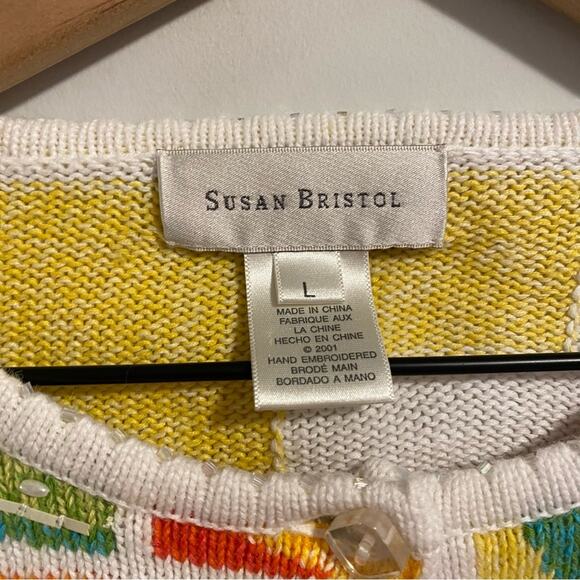 SUSAN BRISTOL
L
MADE IN CHINA
FABRIQUE AUX
LA CHINE
HECHO EN CHINE
© 2001
HAND EMBROIDERED
BRODÉ MAIN
BORDADO A MANO